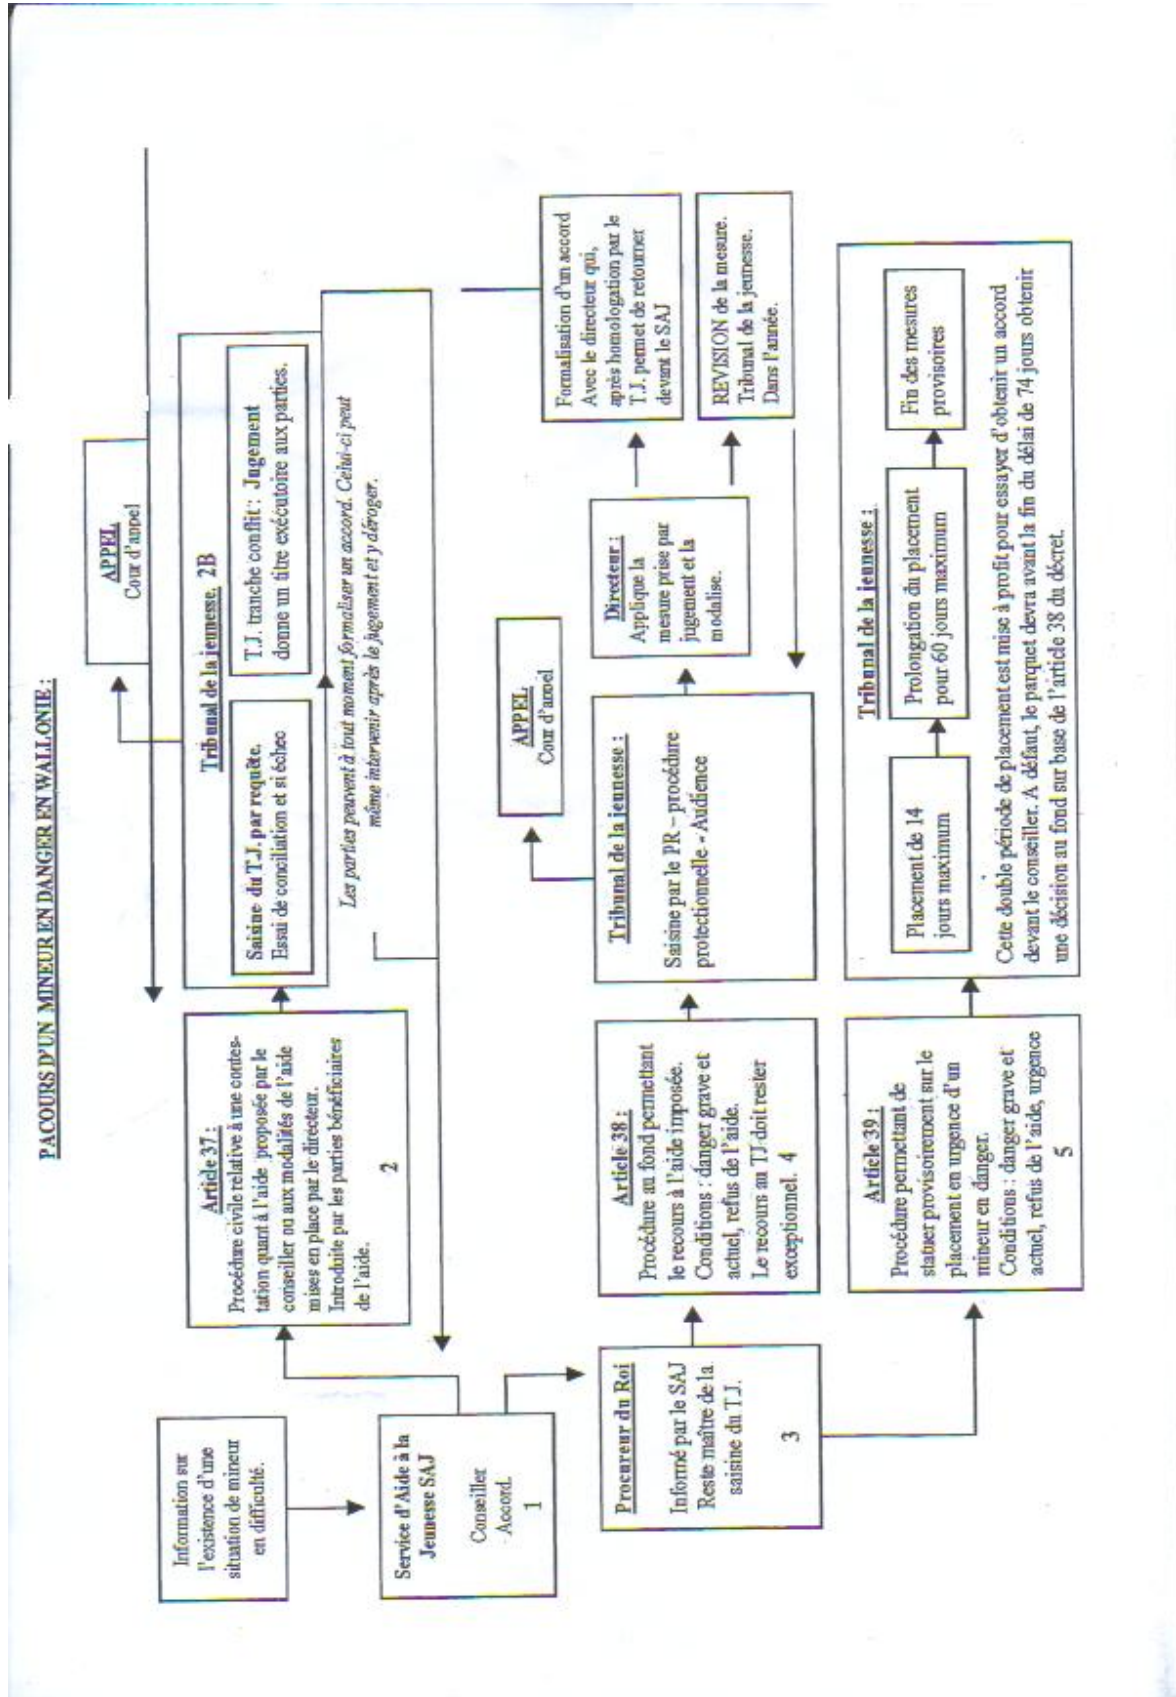 PACOURS D'UN MINEUR EN DANGER EN WALLONIE :
Information sur
l'existence d'une
situation de mineur
en difficulté.
Service d'Aide à la
Jeunesse SAJ
Conseiller
Accord.
1
Article 37 :
Procédure civile relative à une contes-
tation quant à l'aide proposée par le
conseiller ou aux modalités de l'aide
mises en place par le directeur.
Introduite par les parties bénéficiaires
de l'aide.
2
APPEL
Cour d'appel
Tribunal de la jeunesse. 2B
Saisine du T.J. par requête.
Essai de conciliation et si échec
T.J. tranche conflit : Jugement
donne un titre exécutoire aux parties.
Les parties peuvent à tout moment formaliser un accord. Celui-ci peut
même intervenir après le jugement et y déroger.
Procureur du Roi
Informé par le SAJ
Reste maître de la
saisine du T.J.
3
Article 38 :
Procédure au fond permettant
le recours à l'aide imposée.
Conditions : danger grave et
actuel, refus de l'aide.
Le recours au TJ doit rester
exceptionnel. 4
APPEL
Cour d'appel
Tribunal de la jeunesse :
Saisine par le PR – procédure
protectionnelle - Audience
Directeur :
Applique la
mesure prise par
jugement et la
modalise.
Formalisation d'un accord
Avec le directeur qui,
après homologation par le
T.J. permet de retourner
devant le SAJ
REVISION de la mesure.
Tribunal de la jeunesse.
Dans l'année.
Article 39 :
Procédure permettant de
statuer provisoirement sur le
placement en urgence d'un
mineur en danger.
Conditions : danger grave et
actuel, refus de l'aide, urgence
5
Tribunal de la jeunesse :
Placement de 14
jours maximum
Prolongation du placement
pour 60 jours maximum
Fin des mesures
provisoires
Cette double période de placement est mise à profit pour essayer d'obtenir un accord
devant le conseiller. A défaut, le parquet devra avant la fin du délai de 74 jours obtenir
une décision au fond sur base de l'article 38 du décret.